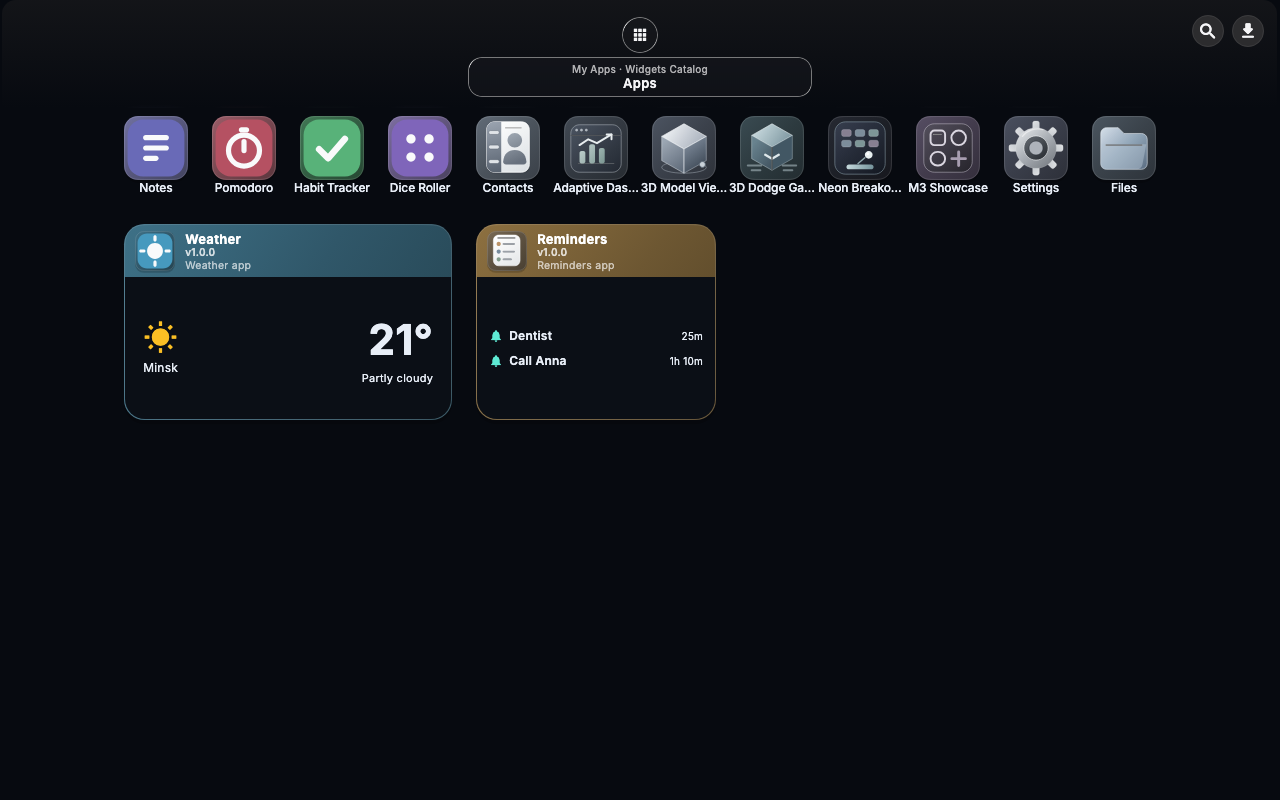 My Apps · Widgets Catalog
Apps
Notes
Pomodoro
Habit Tracker
Dice Roller
Contacts
Adaptive Das...
3D Model Vie...
3D Dodge Ga...
Neon Breako...
M3 Showcase
Settings
Files
Weather
v1.0.0
Weather app
Minsk
21°
Partly cloudy
Reminders
v1.0.0
Reminders app
Dentist 25m
Call Anna 1h 10m